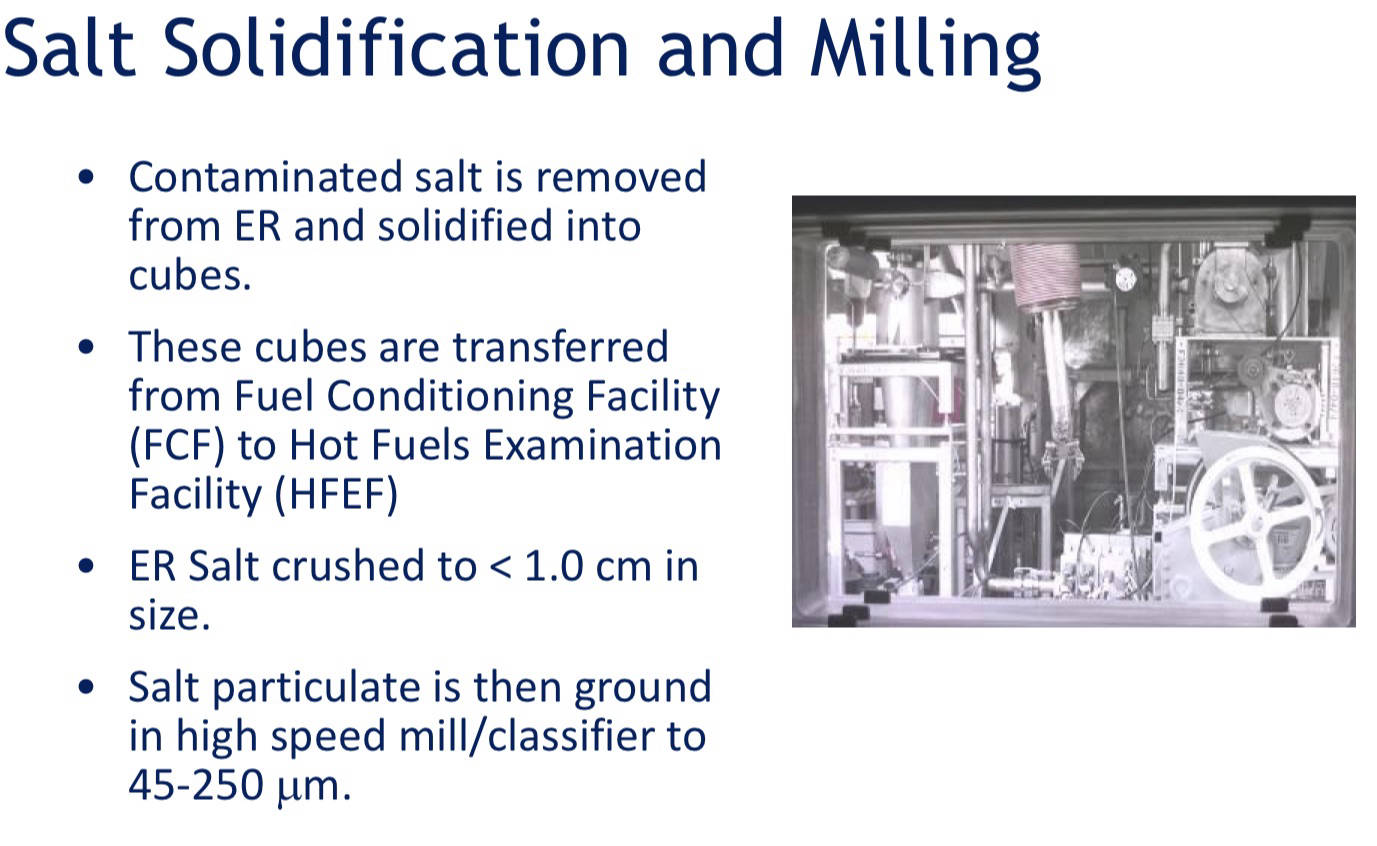 Salt Solidification and Milling
• Contaminated salt is removed
from ER and solidified into
cubes.
• These cubes are transferred
from Fuel Conditioning Facility
(FCF) to Hot Fuels Examination
Facility (HFEF)
• ER Salt crushed to < 1.0 cm in
size.
• Salt particulate is then ground
in high speed mill/classifier to
45-250 μm.